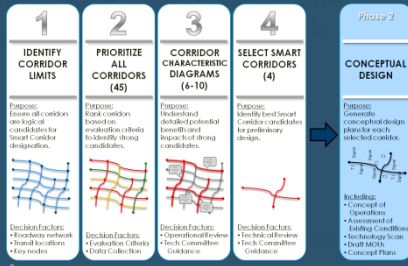 1
IDENTIFY
CORRIDOR
LIMITS
Purpose:
Ensure all corridors
are logical
candidates for
Smart Corridor
designation.
Decision Factors:
• Roadway network
• Transit locations
• Key nodes
2
PRIORITIZE
ALL
CORRIDORS
(45)
Purpose:
Rank corridors
based on
evaluation criteria
to identify strong
candidates.
Decision Factors:
• Evaluation Criteria
• Data Collection
3
CORRIDOR
CHARACTERISTIC
DIAGRAMS
(6-10)
Purpose:
Understand
detailed potential
benefits and
impacts of strong
candidates.
Decision Factors:
• Operational Review
• Tech Committee
Guidance
4
SELECT SMART
CORRIDORS
(4)
Purpose:
Identify best Smart
Corridor candidates
for preliminary
design.
Decision Factors:
• Technical Review
• Tech Committee
Guidance
Phase 2
CONCEPTUAL
DESIGN
Purpose:
Generate
conceptual design
plans for each
selected corridor.
Including:
• Concept of
Operations
• Assessment of
Existing Conditions
• Technology Scan
• Draft MOUs
• Concept Plans